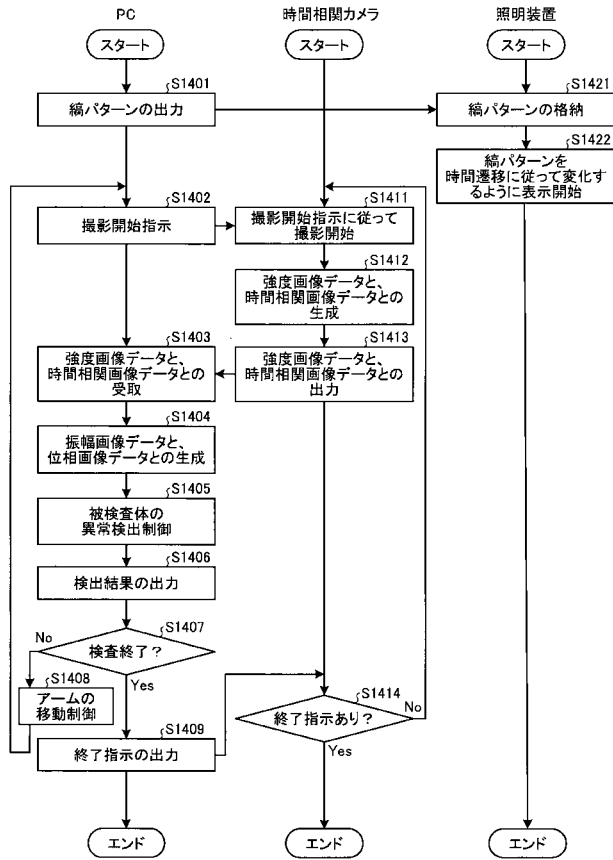 PC
時間相関カメラ
照明装置
スタート
スタート
スタート
S1401
縞パターンの出力
S1421
縞パターンの格納
S1422
縞パターンを
時間遷移に従って変化す
るように表示開始
S1402
撮影開始指示
S1411
撮影開始指示に従って
撮影開始
S1412
強度画像データと、
時間相関画像データとの
生成
S1403
強度画像データと、
時間相関画像データとの
受取
S1413
強度画像データと、
時間相関画像データとの
出力
S1404
振幅画像データと、
位相画像データとの生成
S1405
被検査体の
異常検出制御
S1406
検出結果の出力
S1407
No
検査終了？
Yes
S1408
アームの
移動制御
S1409
終了指示の出力
S1414
終了指示あり？
No
Yes
エンド
エンド
エンド